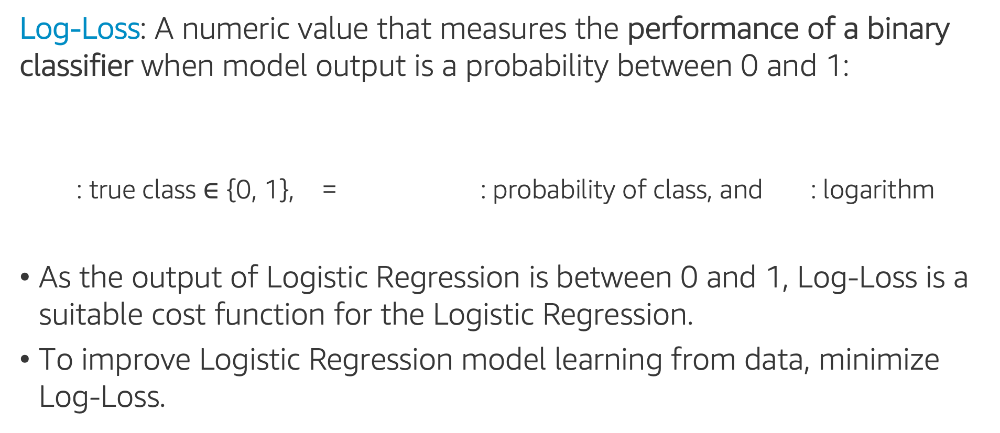 Log-Loss: A numeric value that measures the performance of a binary
classifier when model output is a probability between 0 and 1:
: true class ∈ {0, 1}, = : probability of class, and : logarithm
• As the output of Logistic Regression is between 0 and 1, Log-Loss is a
suitable cost function for the Logistic Regression.
• To improve Logistic Regression model learning from data, minimize
Log-Loss.